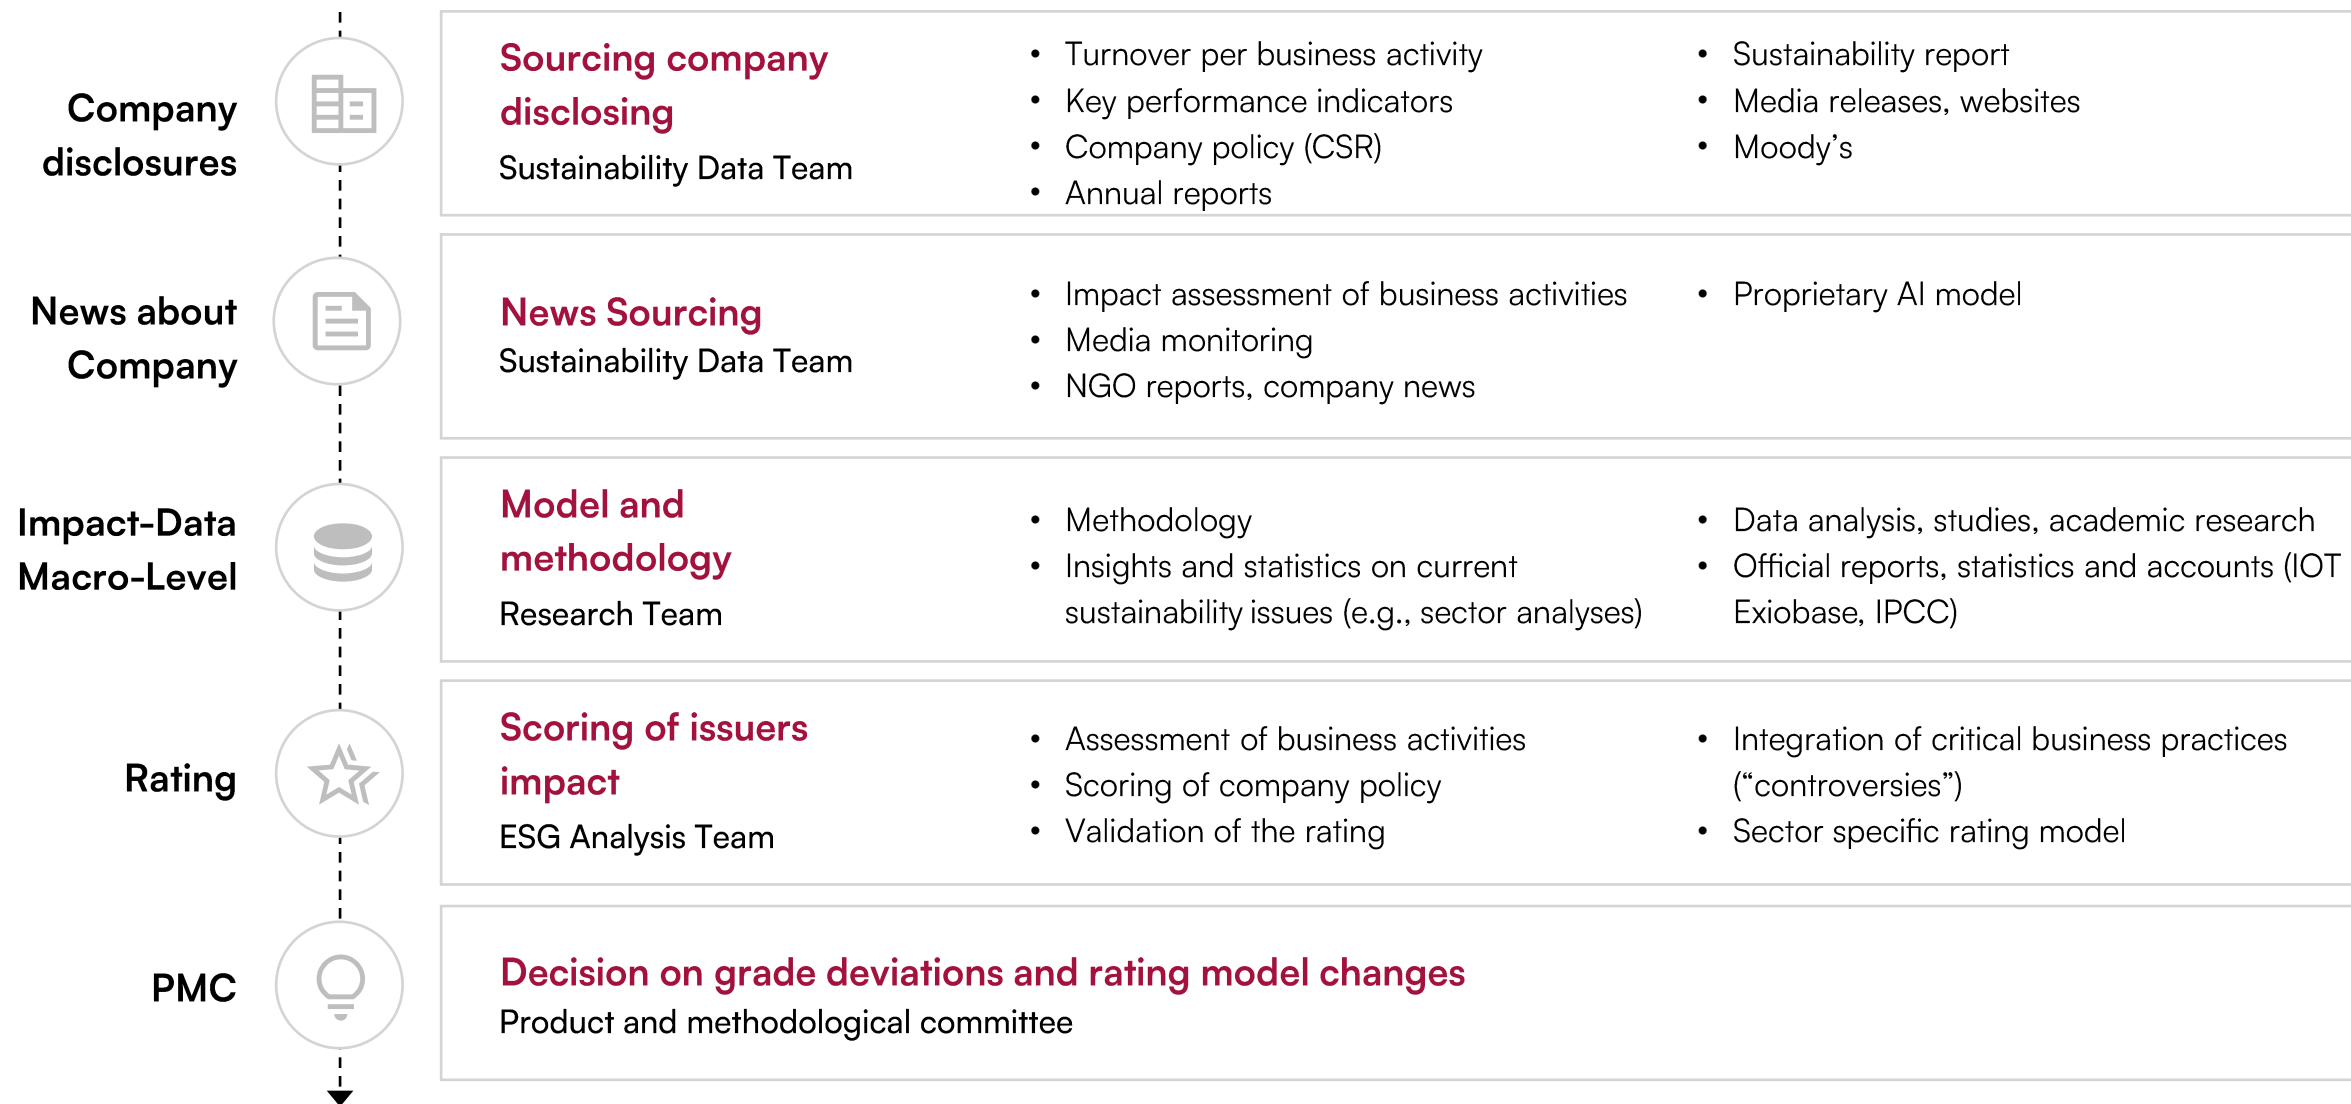 Company
disclosures
Sourcing company
disclosing
Sustainability Data Team
• Turnover per business activity
• Key performance indicators
• Company policy (CSR)
• Annual reports
• Sustainability report
• Media releases, websites
• Moody’s
News about
Company
News Sourcing
Sustainability Data Team
• Impact assessment of business activities
• Media monitoring
• NGO reports, company news
• Proprietary AI model
Impact-Data
Macro-Level
Model and
methodology
Research Team
• Methodology
• Insights and statistics on current
sustainability issues (e.g., sector analyses)
• Data analysis, studies, academic research
• Official reports, statistics and accounts (IOT
Exiobase, IPCC)
Rating
Scoring of issuers
impact
ESG Analysis Team
• Assessment of business activities
• Scoring of company policy
• Validation of the rating
• Integration of critical business practices
(“controversies”)
• Sector specific rating model
PMC
Decision on grade deviations and rating model changes
Product and methodological committee